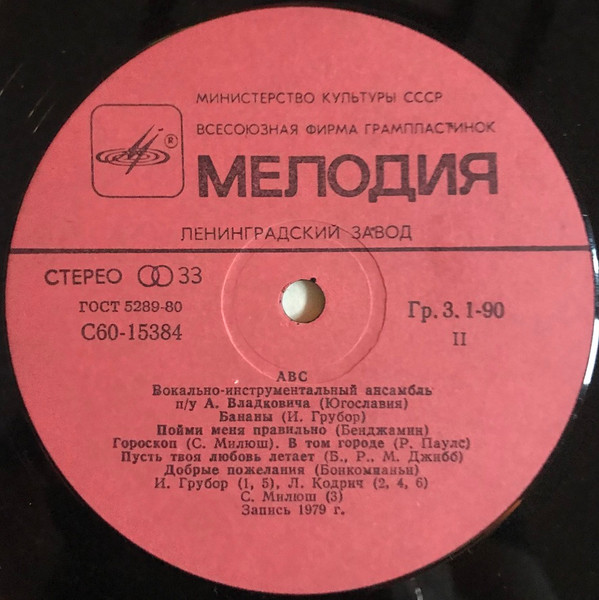 МИНИСТЕРСТВО КУЛЬТУРЫ СССР
ВСЕСОЮЗНАЯ ФИРМА ГРАМПЛАСТИНОК
®
МЕЛОДИЯ
ЛЕНИНГРАДСКИЙ ЗАВОД
СТЕРЕО 33
ГОСТ 5289-80
С60-15384
Гр. 3. 1-90
II
АВС
Вокально-инструментальный ансамбль
п/у А. Владковича (Югославия)
Бананы (И. Грубор)
Пойми меня правильно (Бенджамин)
Гороскоп (С. Милюш). В том городе (Р. Паулс)
Пусть твоя любовь летает (Б., Р., М. Джибб)
Добрые пожелания (Бонкомпаньи)
И. Грубор (1, 5), Л. Кодрич (2, 4, 6)
С. Милюш (3)
Запись 1979 г.